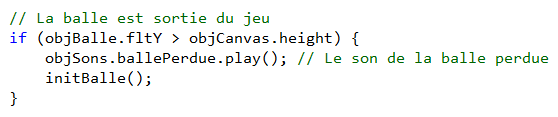 // La balle est sortie du jeu
if (objBalle.fltY > objCanvas.height) {
    objSons.ballePerdue.play(); // Le son de la balle perdue
    initBalle();
}